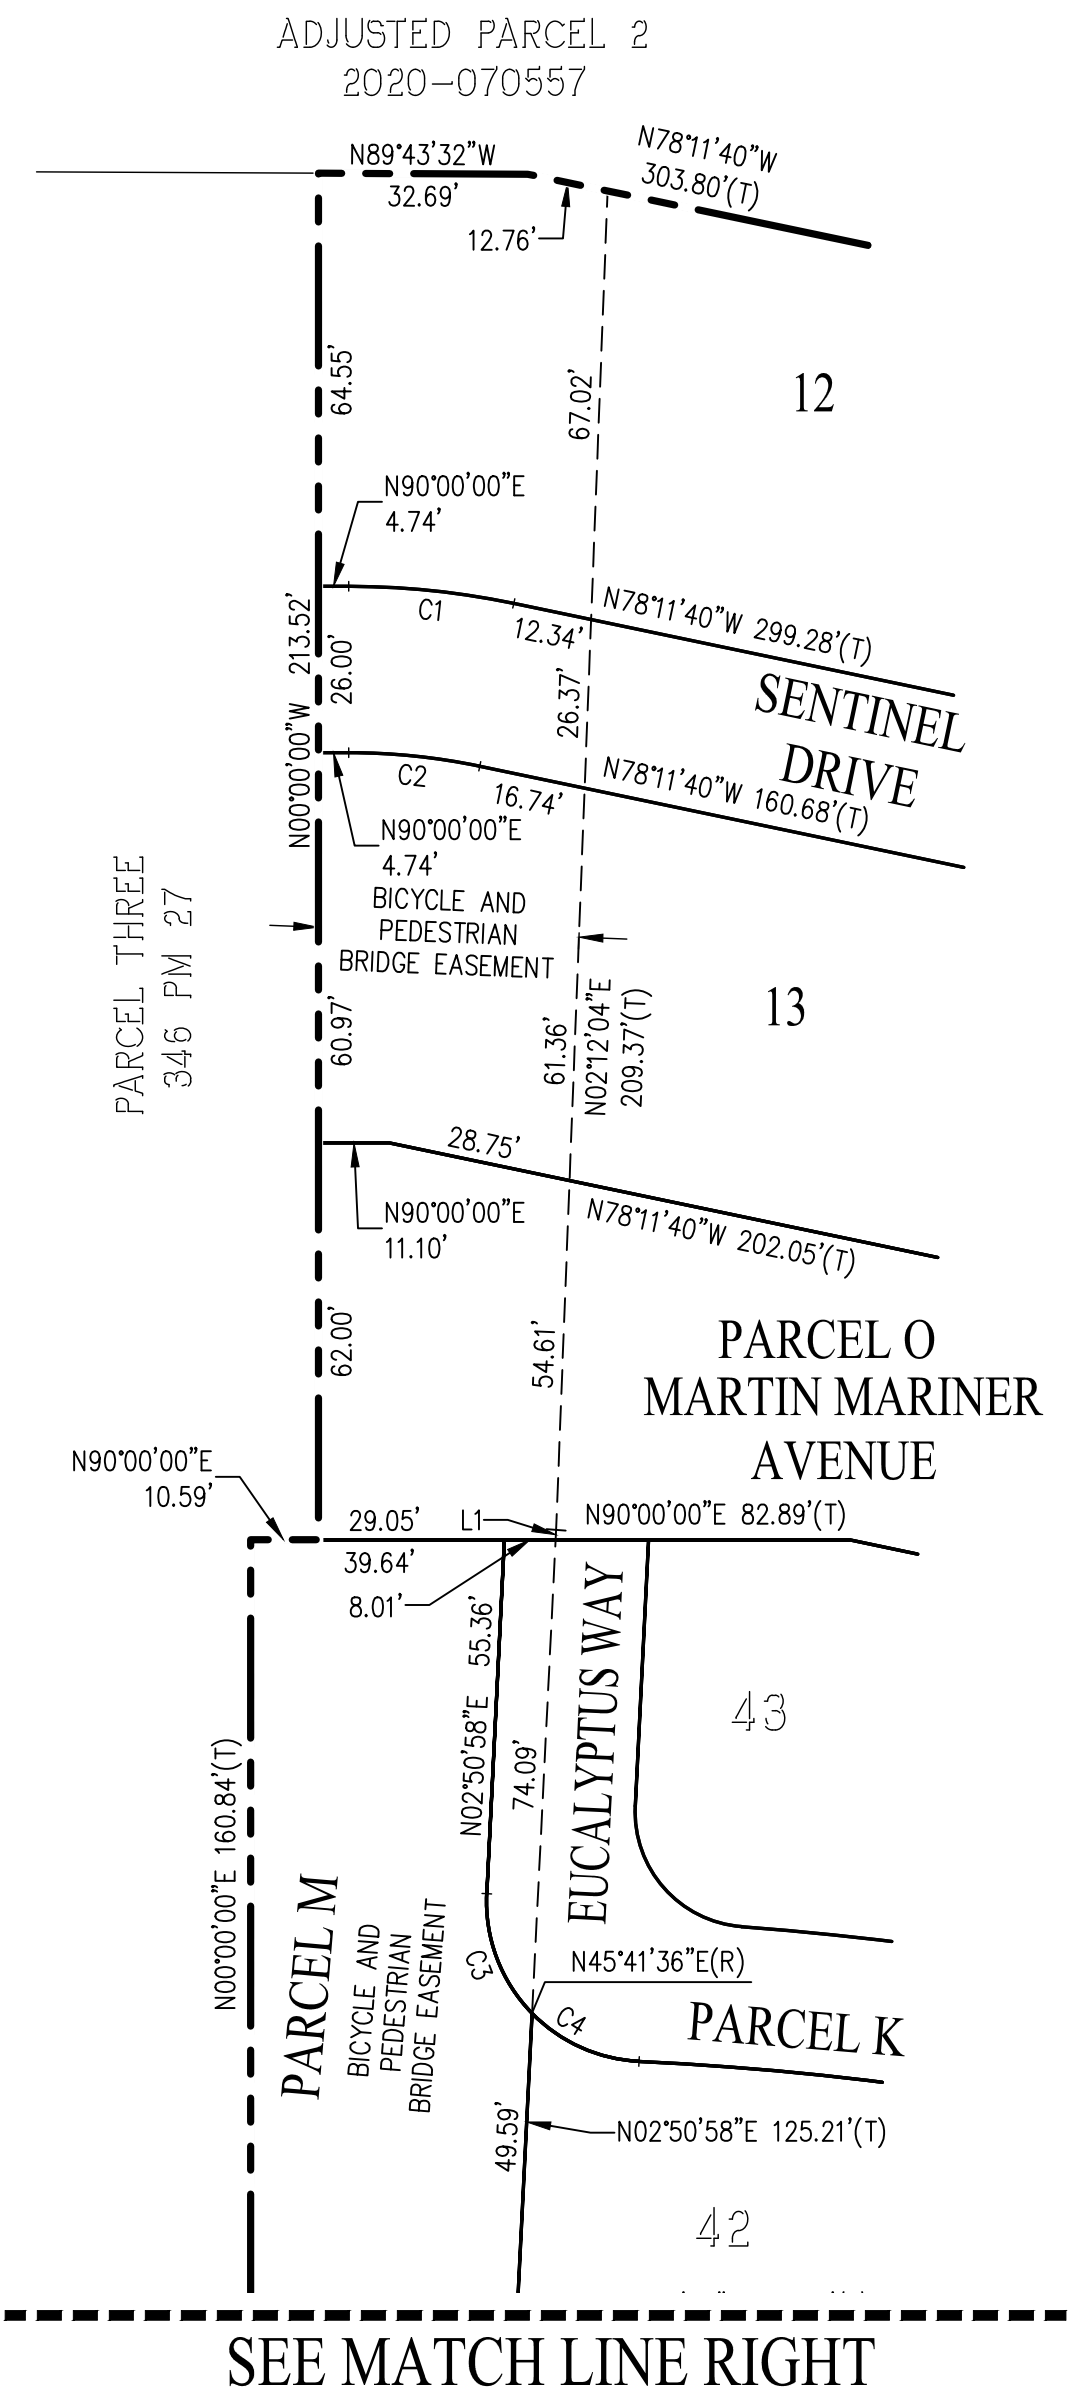 ADJUSTED PARCEL 2
2020-070557
N89°43'32"W
32.69'
N78°11'40"W
303.80'(T)
12.76'
64.55'
67.02'
12
N90°00'00"E
4.74'
C1
12.34'
N78°11'40"W 299.28'(T)
N00°00'00"W 213.52'
26.00'
26.37'
SENTINEL
DRIVE
C2
16.74'
N78°11'40"W 160.68'(T)
N90°00'00"E
4.74'
BICYCLE AND
PEDESTRIAN
BRIDGE EASEMENT
PARCEL THREE
346 PM 27
60.97'
61.36'
N02°12'04"E
209.37'(T)
13
28.75'
N90°00'00"E
11.10'
N78°11'40"W 202.05'(T)
62.00'
54.61'
PARCEL O
MARTIN MARINER
AVENUE
N90°00'00"E
10.59'
29.05'
L1
N90°00'00"E 82.89'(T)
39.64'
8.01'
N02°50'58"E 55.36'
74.09'
EUCALYPTUS WAY
43
N00°00'00"E 160.84'(T)
PARCEL M
BICYCLE AND
PEDESTRIAN
BRIDGE EASEMENT
C3
N45°41'36"E(R)
C4
PARCEL K
49.59'
N02°50'58"E 125.21'(T)
42
SEE MATCH LINE RIGHT